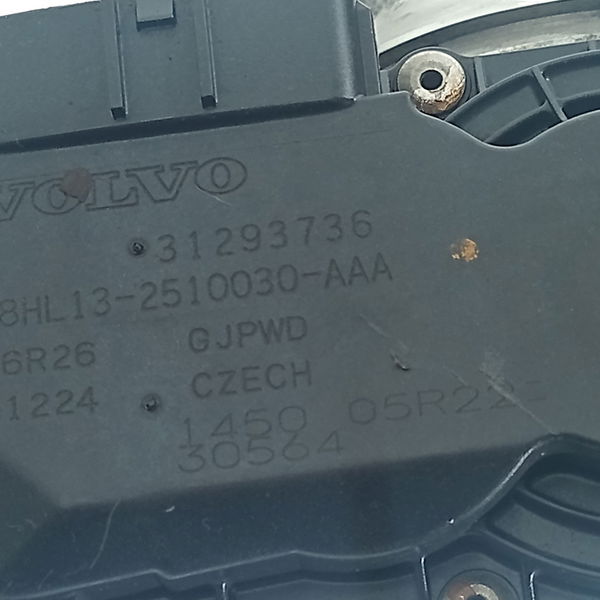 VOLVO
31293736
8HL13-2510030-AAA
6R26 GJPWD
1224 CZECH
1450 05R22
30564